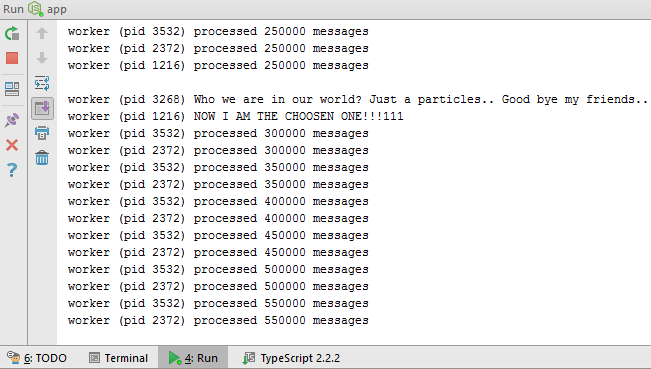 Run app
worker (pid 3532) processed 250000 messages
worker (pid 2372) processed 250000 messages
worker (pid 1216) processed 250000 messages
worker (pid 3268) Who we are in our world? Just a particles.. Good bye my friends..
worker (pid 1216) NOW I AM THE CHOOSEN ONE!!!111
worker (pid 3532) processed 300000 messages
worker (pid 2372) processed 300000 messages
worker (pid 3532) processed 350000 messages
worker (pid 2372) processed 350000 messages
worker (pid 3532) processed 400000 messages
worker (pid 2372) processed 400000 messages
worker (pid 3532) processed 450000 messages
worker (pid 2372) processed 450000 messages
worker (pid 3532) processed 500000 messages
worker (pid 2372) processed 500000 messages
worker (pid 3532) processed 550000 messages
worker (pid 2372) processed 550000 messages
6: TODO Terminal 4: Run TypeScript 2.2.2